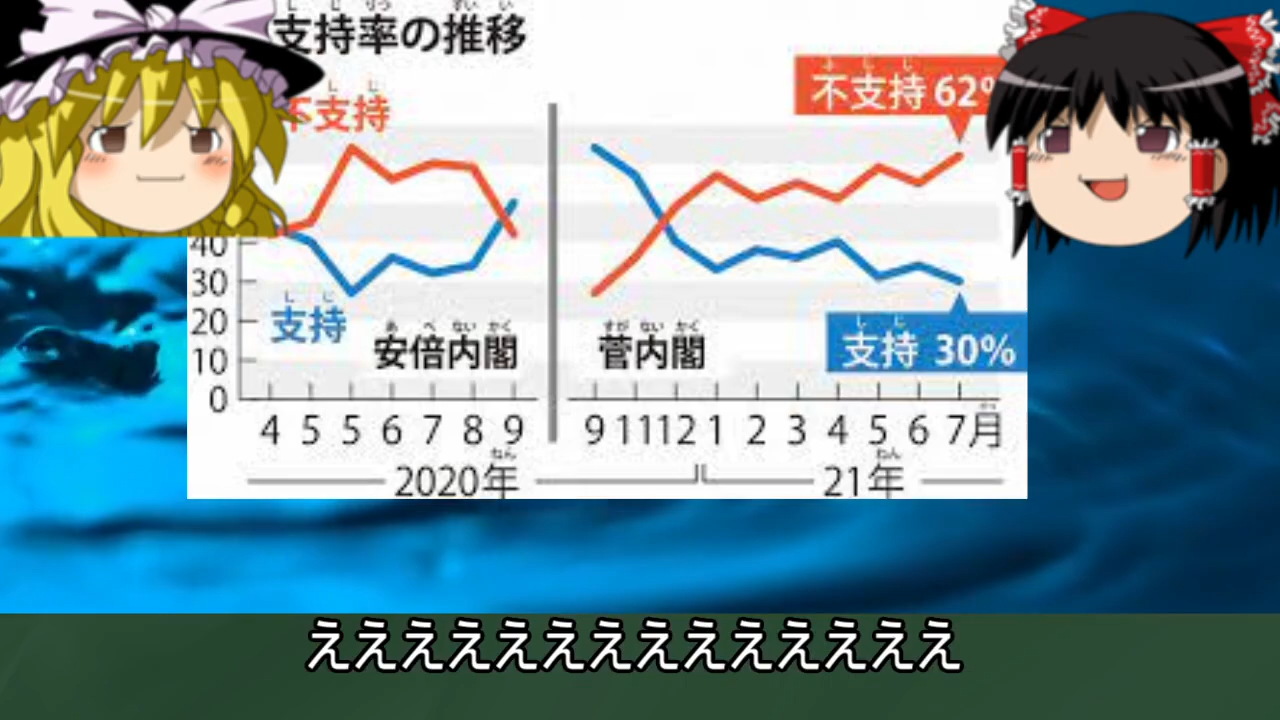 支持率の推移
不支持
不支持 62%
40
30
20
10
0
支持
安倍内閣
菅内閣
支持 30%
4 5 5 6 7 8 9
9 11 12 1 2 3 4 5 6 7月
2020年
21年
えええええええええええええええ